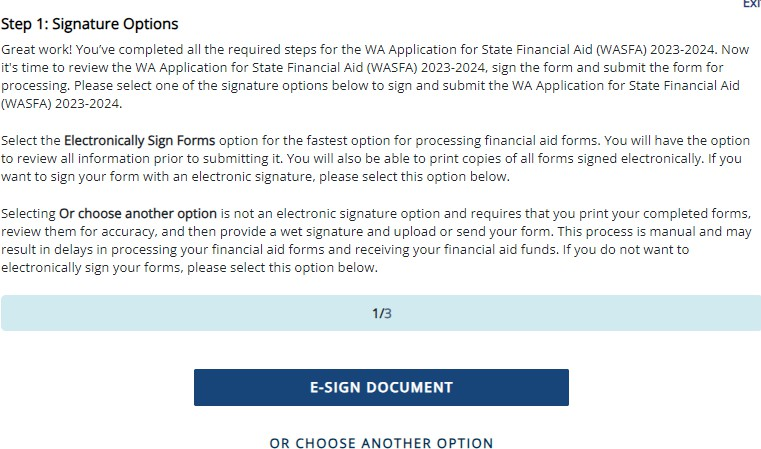 Exi
Step 1: Signature Options
Great work! You've completed all the required steps for the WA Application for State Financial Aid (WASFA) 2023-2024. Now
it's time to review the WA Application for State Financial Aid (WASFA) 2023-2024, sign the form and submit the form for
processing. Please select one of the signature options below to sign and submit the WA Application for State Financial Aid
(WASFA) 2023-2024.
Select the Electronically Sign Forms option for the fastest option for processing financial aid forms. You will have the option
to review all information prior to submitting it. You will also be able to print copies of all forms signed electronically. If you
want to sign your form with an electronic signature, please select this option below.
Selecting Or choose another option is not an electronic signature option and requires that you print your completed forms,
review them for accuracy, and then provide a wet signature and upload or send your form. This process is manual and may
result in delays in processing your financial aid forms and receiving your financial aid funds. If you do not want to
electronically sign your forms, please select this option below.
1/3
E-SIGN DOCUMENT
OR CHOOSE ANOTHER OPTION